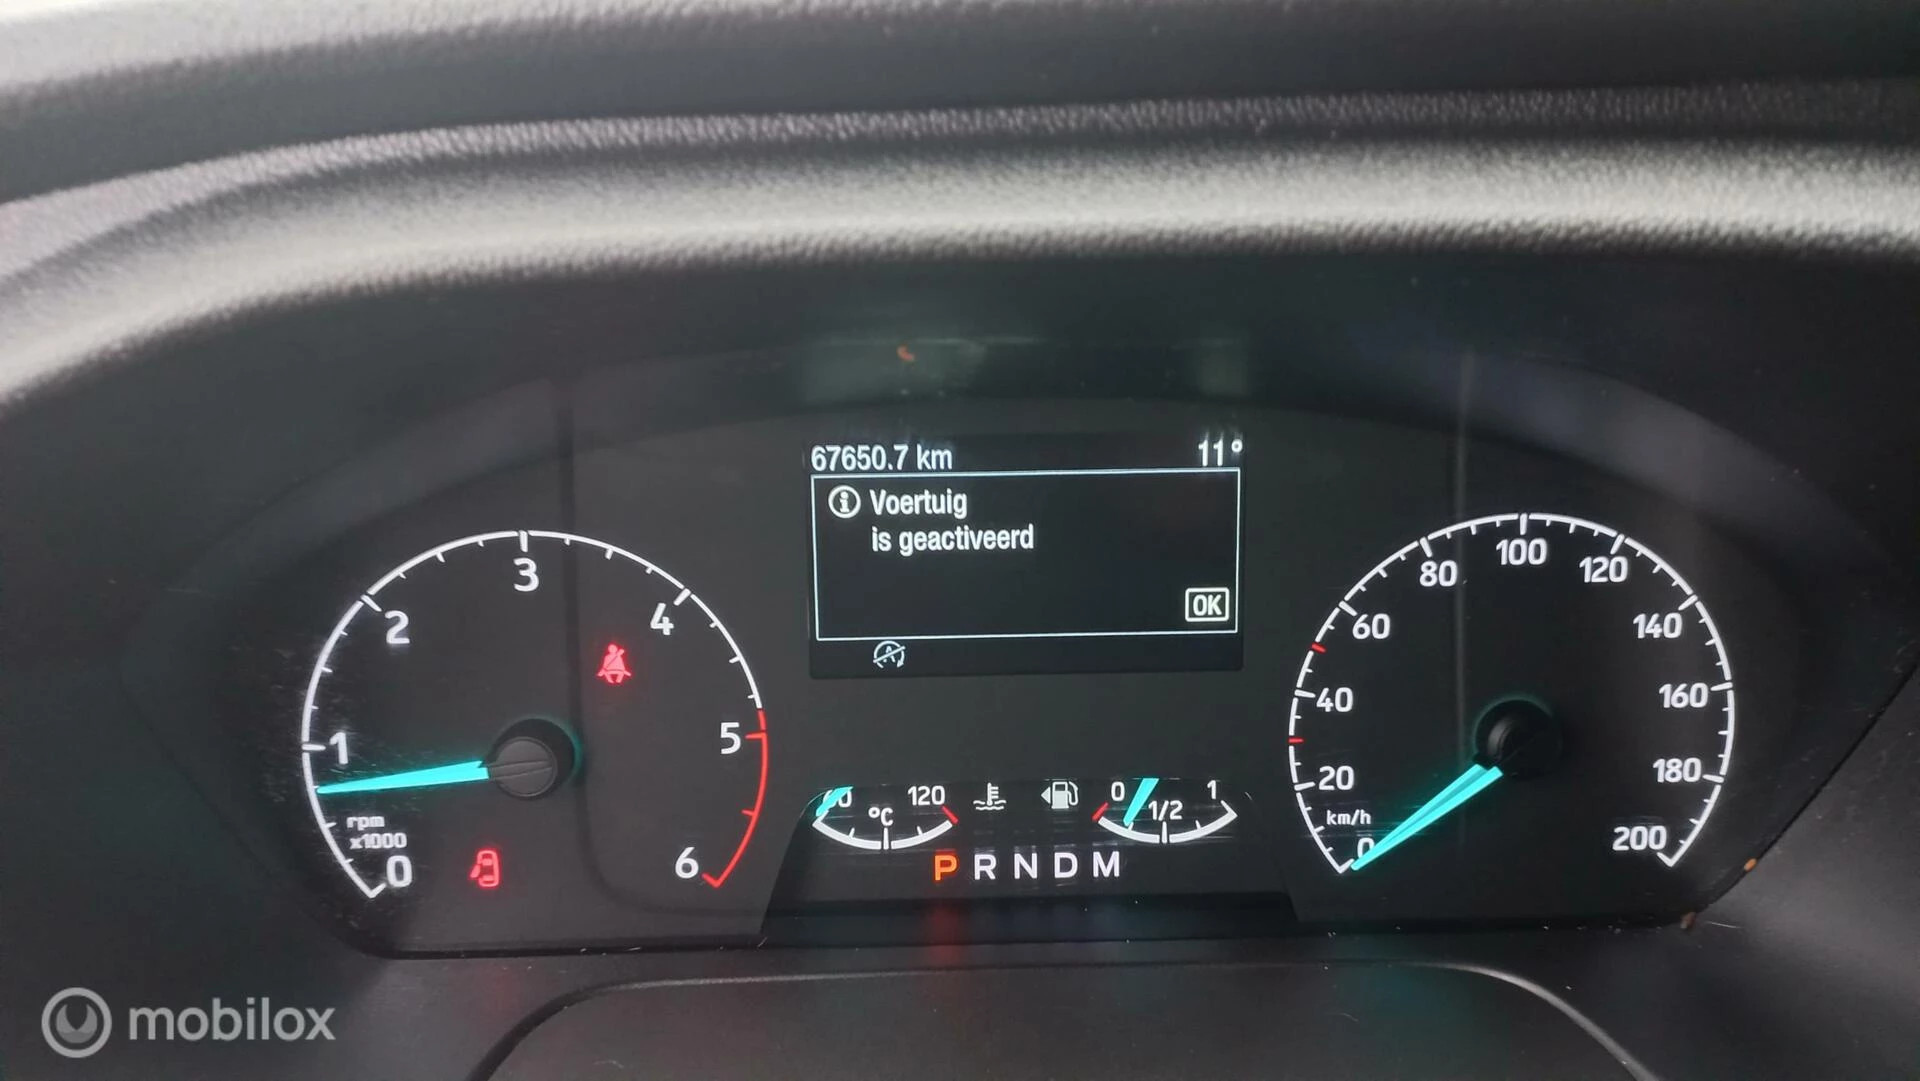 67650.7 km 11°
Voertuig
is geactiveerd
OK
0 1 2 3 4 5 6
rpm
x1000
0 20 40 60 80 100 120 140 160 180 200
km/h
120
°C
0 1/2 1
P R N D M
mobilox